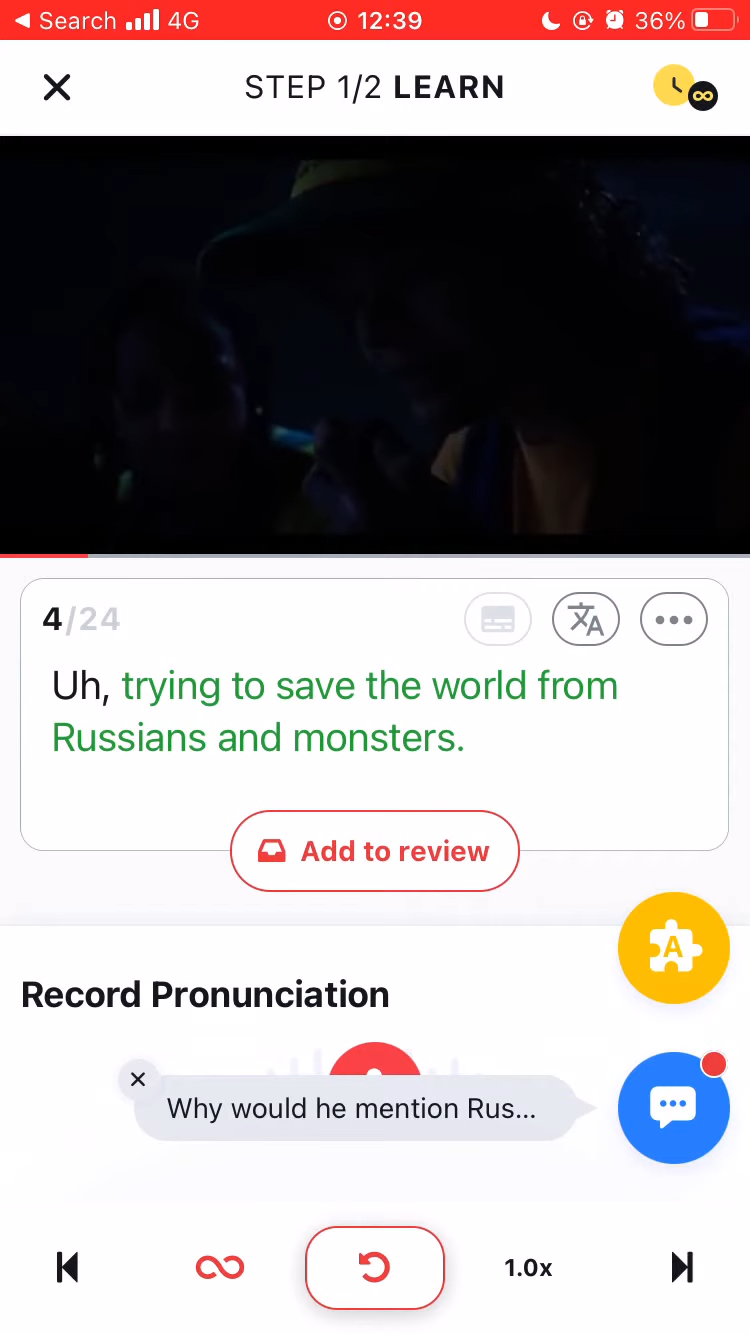 Search 4G 12:39 36%
STEP 1/2 LEARN
4/24
Uh, trying to save the world from
Russians and monsters.
Add to review
A
Record Pronunciation
Why would he mention Rus...
1.0x